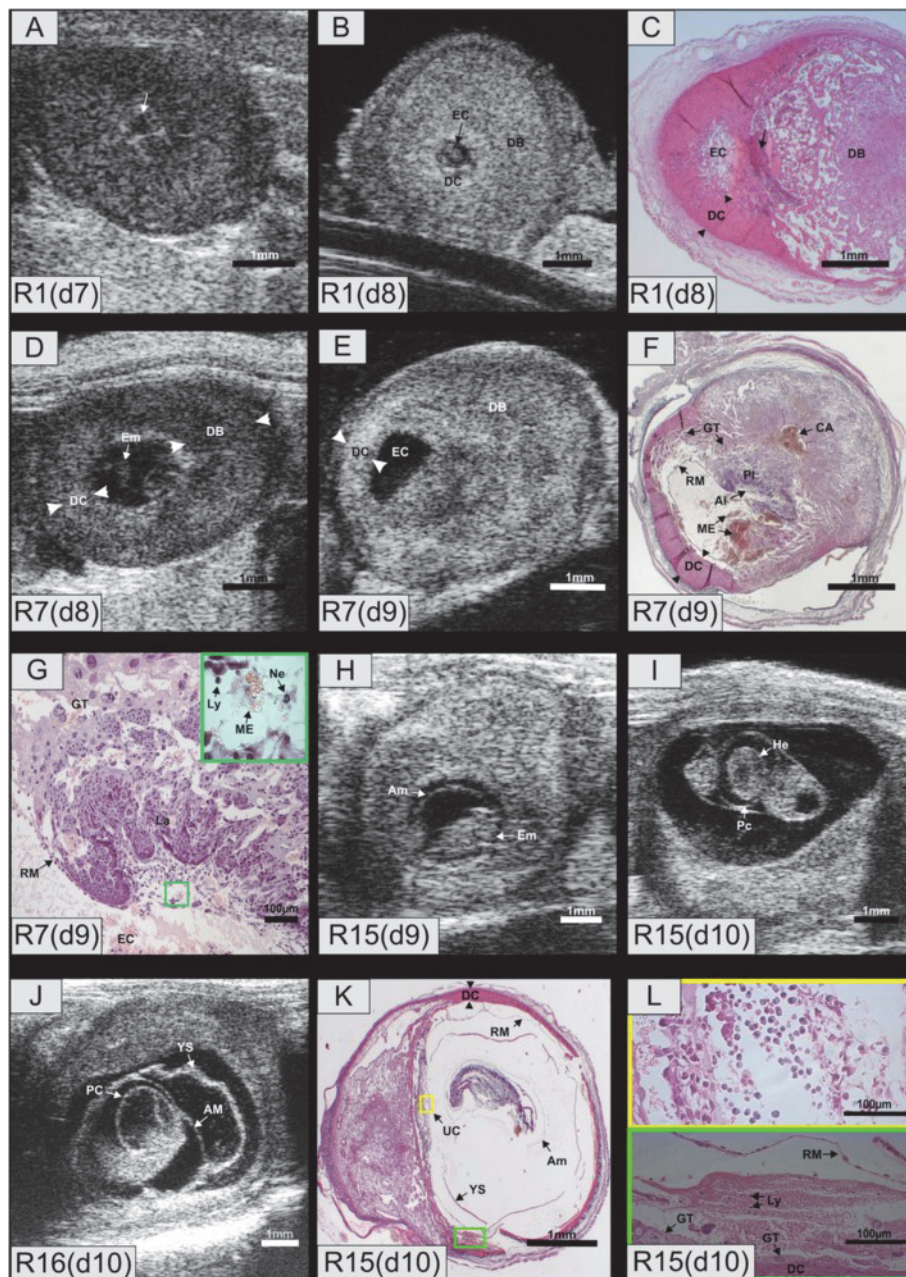 A
1mm
R1(d7)
B
EC
DB
DC
1mm
R1(d8)
C
EC
DB
DC
1mm
R1(d8)
D
Em
DB
DC
1mm
R7(d8)
E
DB
DC
EC
1mm
R7(d9)
F
GT
CA
RM
Pl
Al
ME
DC
1mm
R7(d9)
G
GT
Ne
Ly
ME
La
RM
100µm
EC
R7(d9)
H
Am
Em
1mm
R15(d9)
I
He
Pc
1mm
R15(d10)
J
YS
PC
AM
1mm
R16(d10)
K
DC
RM
UC
Am
YS
1mm
R15(d10)
L
100µm
RM
Ly
GT
GT
100µm
DC
R15(d10)